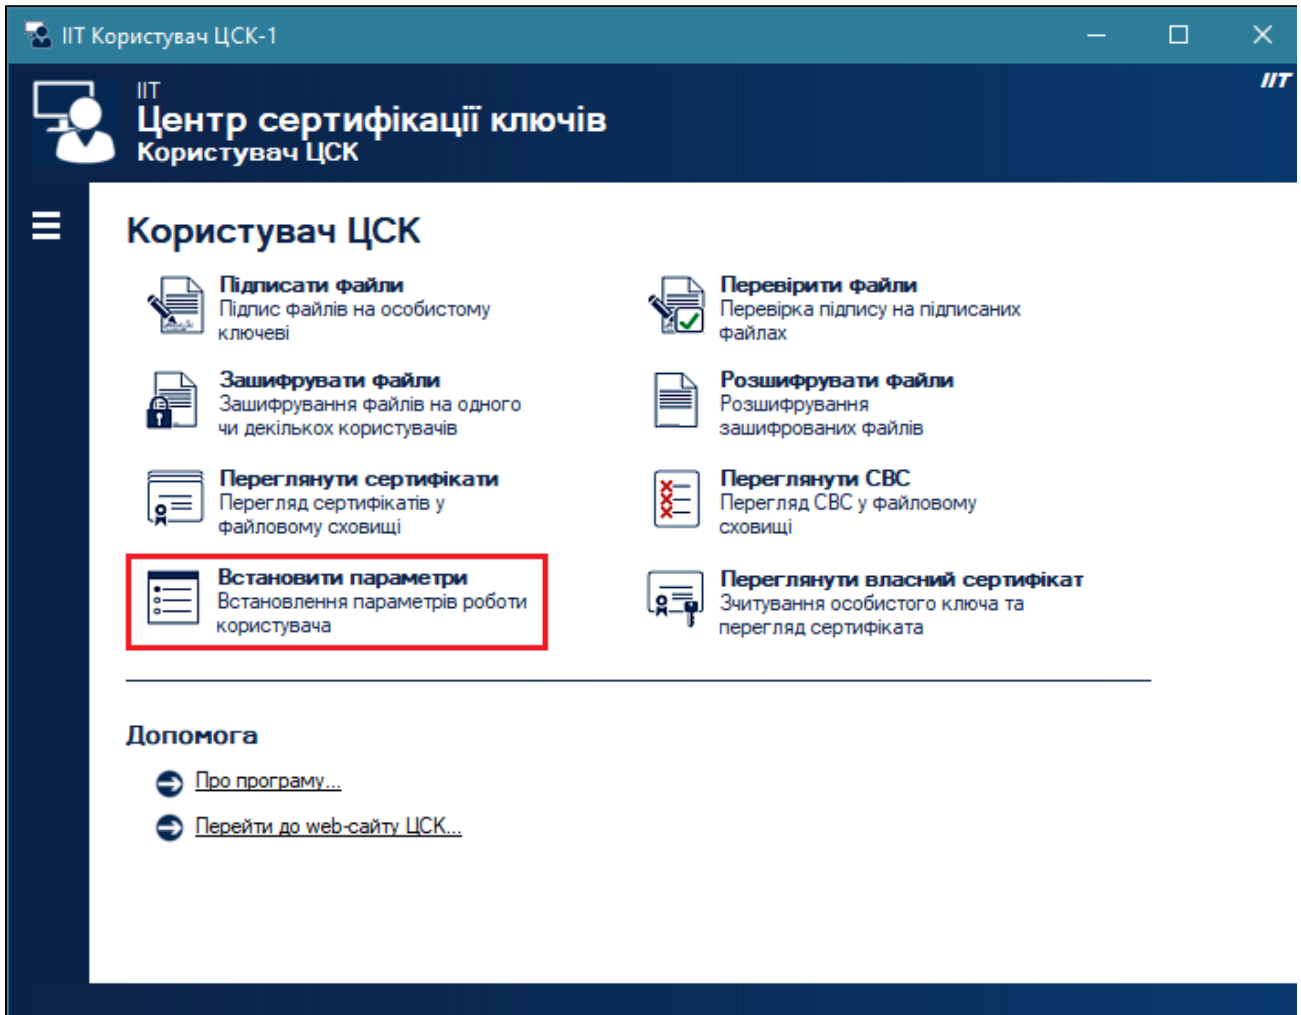 ІІТ Користувач ЦСК-1
ІІТ
ІІТ
Центр сертифікації ключів
Користувач ЦСК
Користувач ЦСК
Підписати файли
Підпис файлів на особистому
ключеві
Перевірити файли
Перевірка підпису на підписаних
файлах
Зашифрувати файли
Зашифрування файлів на одного
чи декількох користувачів
Розшифрувати файли
Розшифрування
зашифрованих файлів
Переглянути сертифікати
Перегляд сертифікатів у
файловому сховищі
Переглянути СВС
Перегляд СВС у файловому
сховищі
Встановити параметри
Встановлення параметрів роботи
користувача
Переглянути власний сертифікат
Зчитування особистого ключа та
перегляд сертифіката
Допомога
Про програму...
Перейти до web-сайту ЦСК...